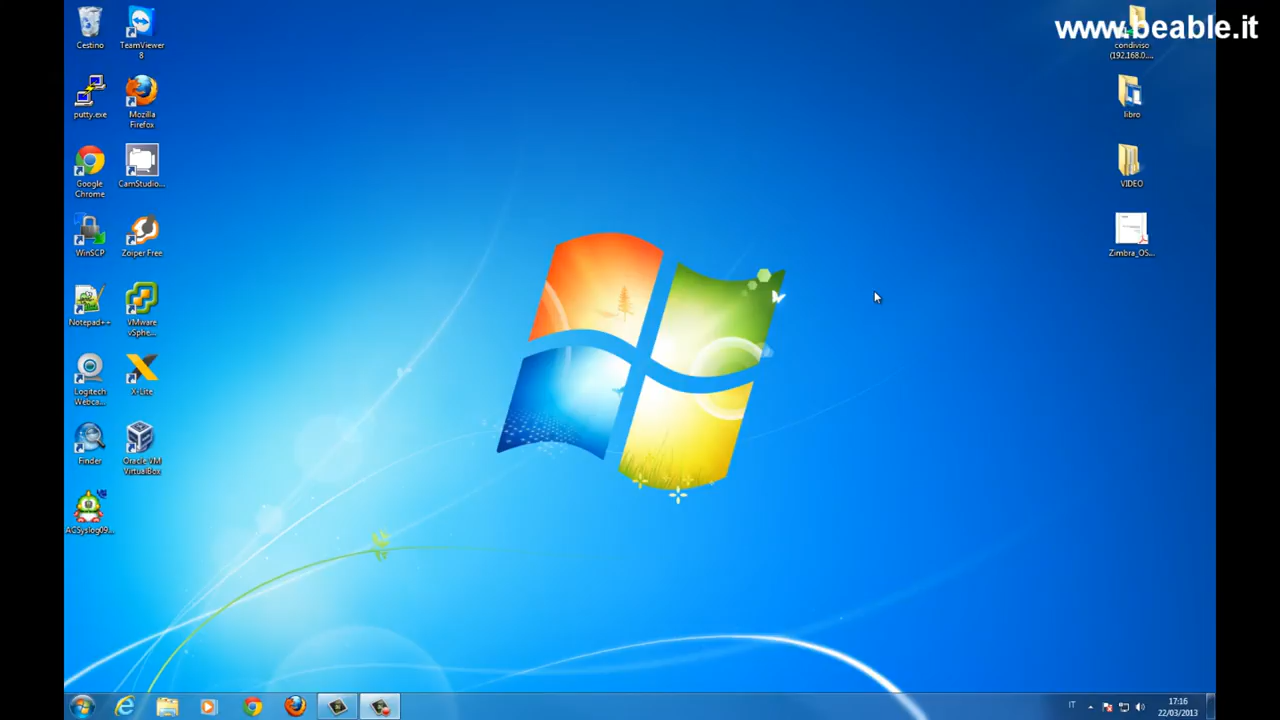 www.beable.it
Cestino
TeamViewer
8
condiviso
(192.168.0....
putty.exe
Mozilla
Firefox
libro
Google
Chrome
CamStudio...
VIDEO
WinSCP
Zoiper Free
Zimbra_OS...
Notepad++
VMware
vSphe...
Logitech
Webca...
X-Lite
Finder
Oracle VM
VirtualBox
IT
17:16
22/03/2013